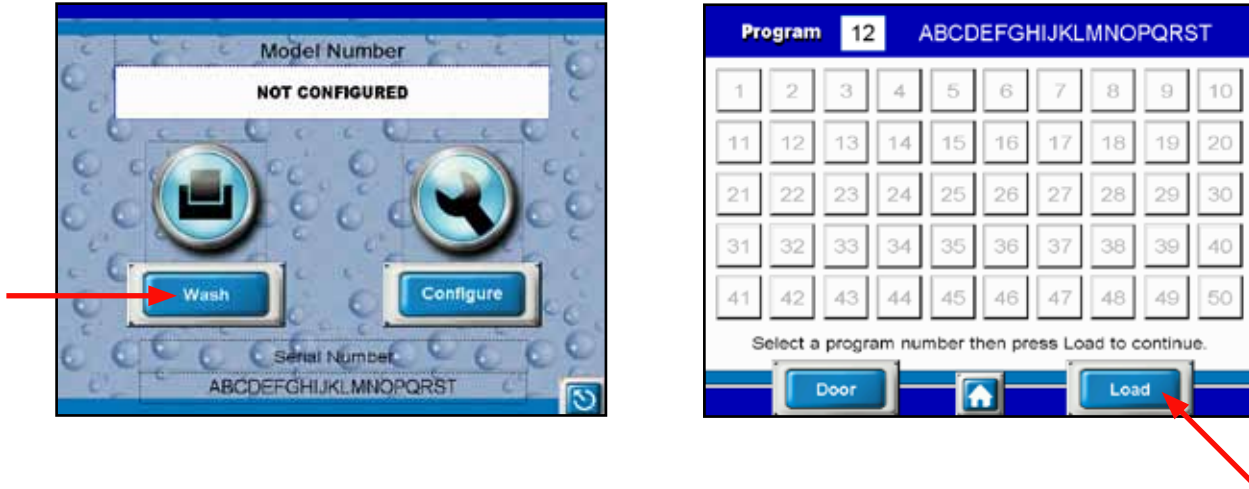 Model Number
NOT CONFIGURED
Wash
Configure
Serial Number
ABCDEFGHIJKLMNOPQRST
Program 12 ABCDEFGHIJKLMNOPQRST
1 2 3 4 5 6 7 8 9 10
11 12 13 14 15 16 17 18 19 20
21 22 23 24 25 26 27 28 29 30
31 32 33 34 35 36 37 38 39 40
41 42 43 44 45 46 47 48 49 50
Select a program number then press Load to continue.
Door
Load